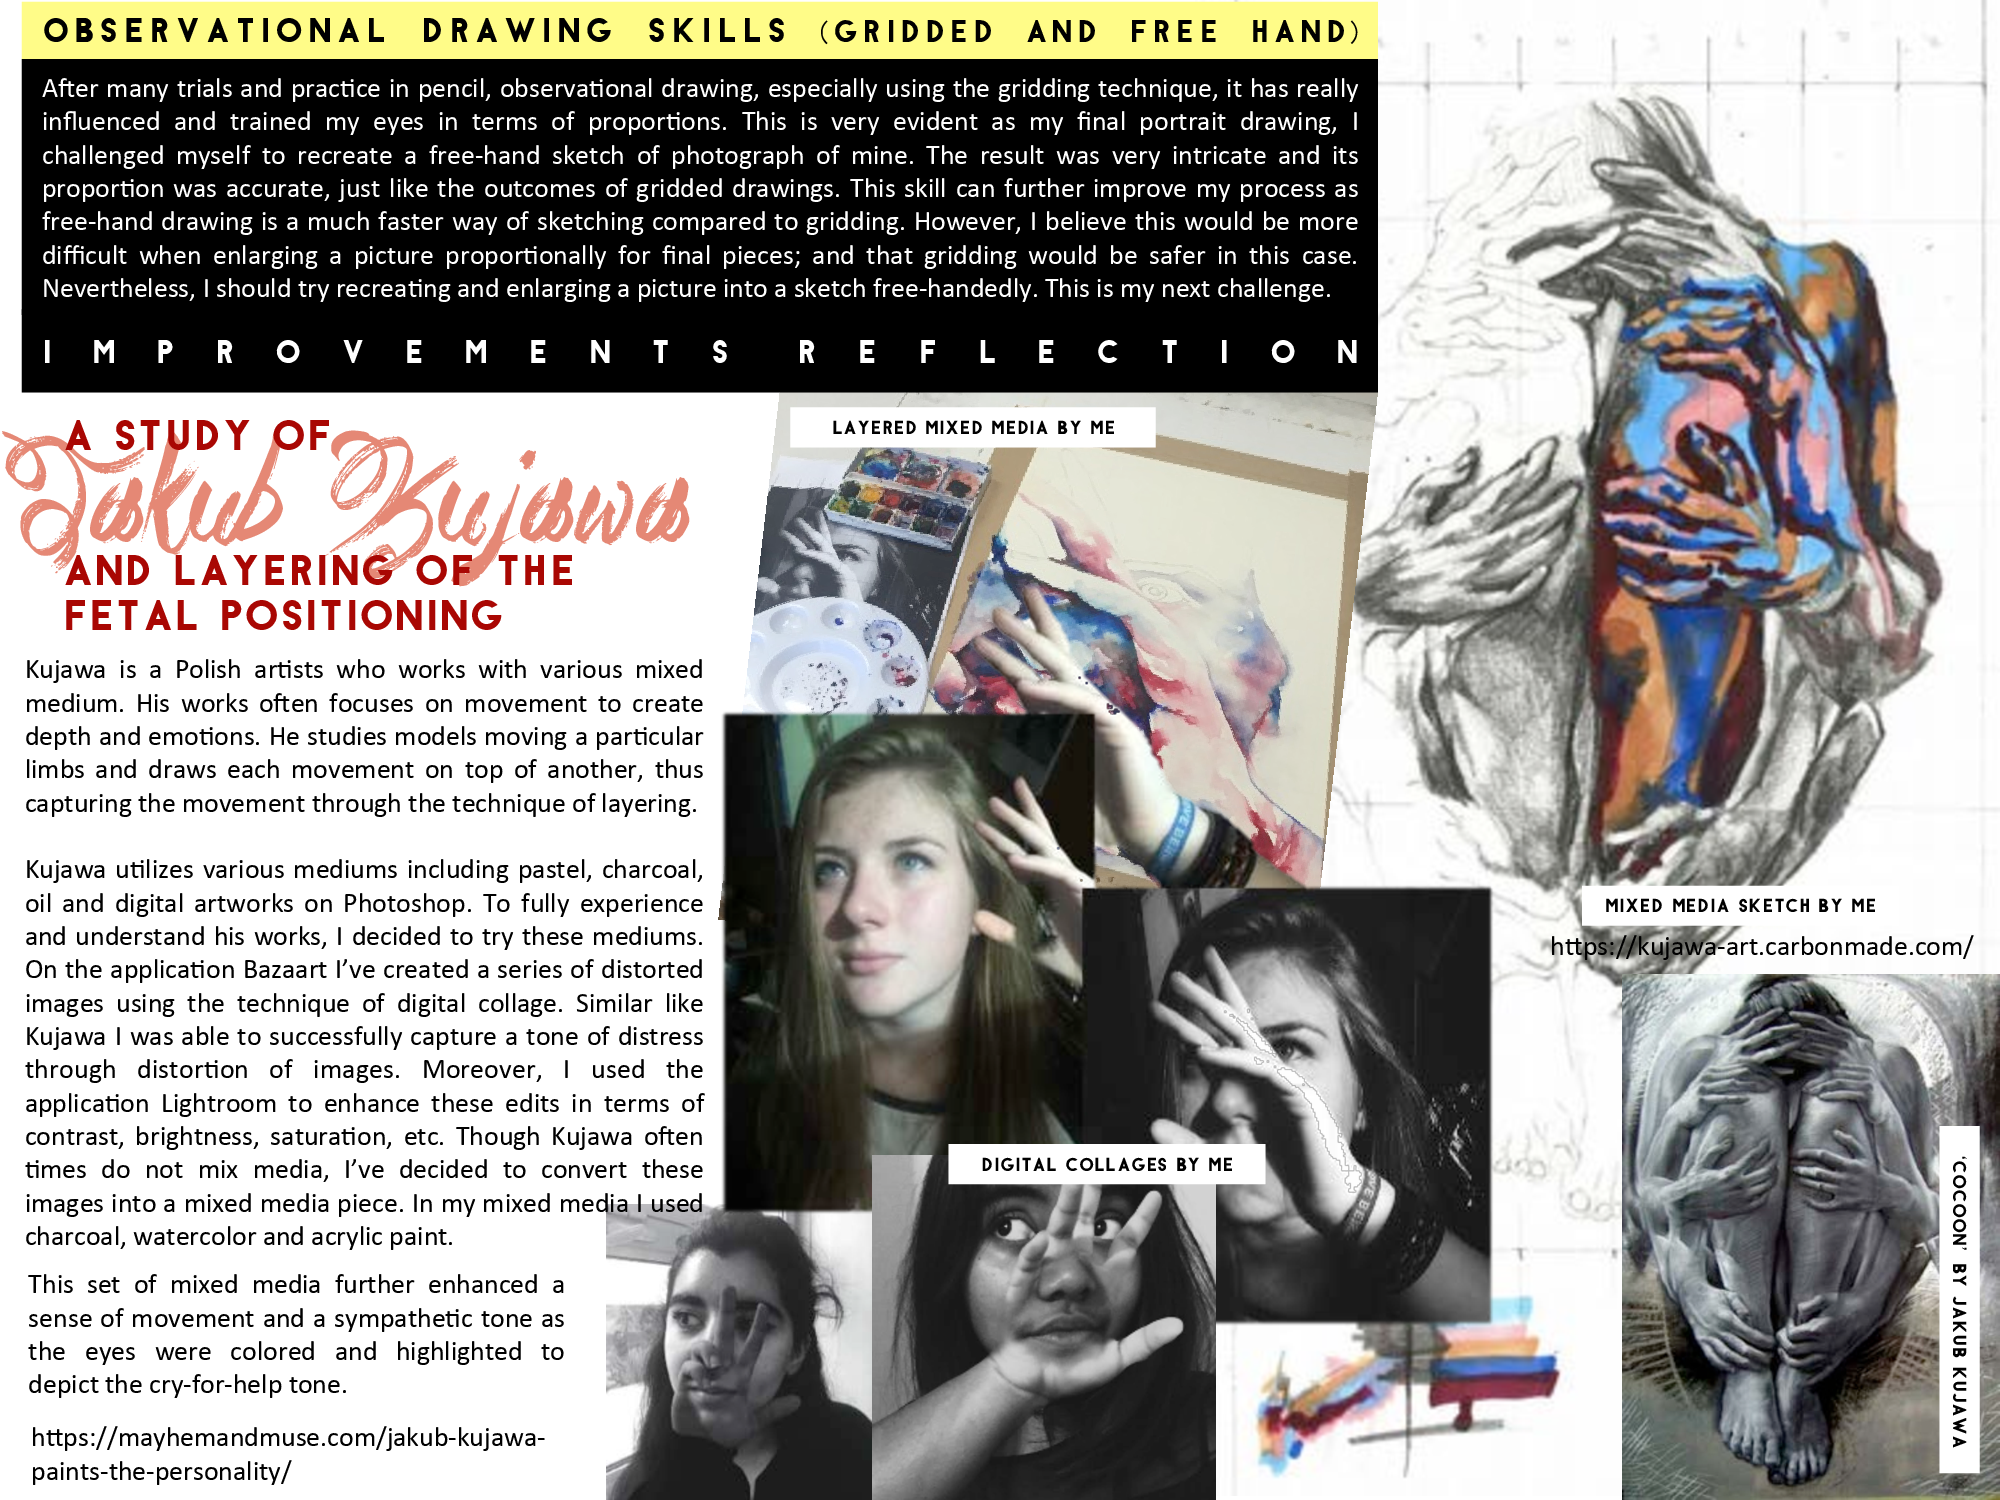 OBSERVATIONAL DRAWING SKILLS (GRIDDED AND FREE HAND)
After many trials and practice in pencil, observational drawing, especially using the gridding technique, it has really
influenced and trained my eyes in terms of proportions. This is very evident as my final portrait drawing, I
challenged myself to recreate a free-hand sketch of photograph of mine. The result was very intricate and its
proportion was accurate, just like the outcomes of gridded drawings. This skill can further improve my process as
free-hand drawing is a much faster way of sketching compared to gridding. However, I believe this would be more
difficult when enlarging a picture proportionally for final pieces; and that gridding would be safer in this case.
Nevertheless, I should try recreating and enlarging a picture into a sketch free-handedly. This is my next challenge.
IMPROVEMENTS REFLECTION
A STUDY OF
Jakub Kujawa
AND LAYERING OF THE
FETAL POSITIONING
Kujawa is a Polish artists who works with various mixed
medium. His works often focuses on movement to create
depth and emotions. He studies models moving a particular
limbs and draws each movement on top of another, thus
capturing the movement through the technique of layering.
Kujawa utilizes various mediums including pastel, charcoal,
oil and digital artworks on Photoshop. To fully experience
and understand his works, I decided to try these mediums.
On the application Bazaart I've created a series of distorted
images using the technique of digital collage. Similar like
Kujawa I was able to successfully capture a tone of distress
through distortion of images. Moreover, I used the
application Lightroom to enhance these edits in terms of
contrast, brightness, saturation, etc. Though Kujawa often
times do not mix media, I've decided to convert these
images into a mixed media piece. In my mixed media I used
charcoal, watercolor and acrylic paint.
This set of mixed media further enhanced a
sense of movement and a sympathetic tone as
the eyes were colored and highlighted to
depict the cry-for-help tone.
https://mayhemandmuse.com/jakub-kujawa-
paints-the-personality/
LAYERED MIXED MEDIA BY ME
DIGITAL COLLAGES BY ME
MIXED MEDIA SKETCH BY ME
https://kujawa-art.carbonmade.com/
'COCOON' BY JAKUB KUJAWA